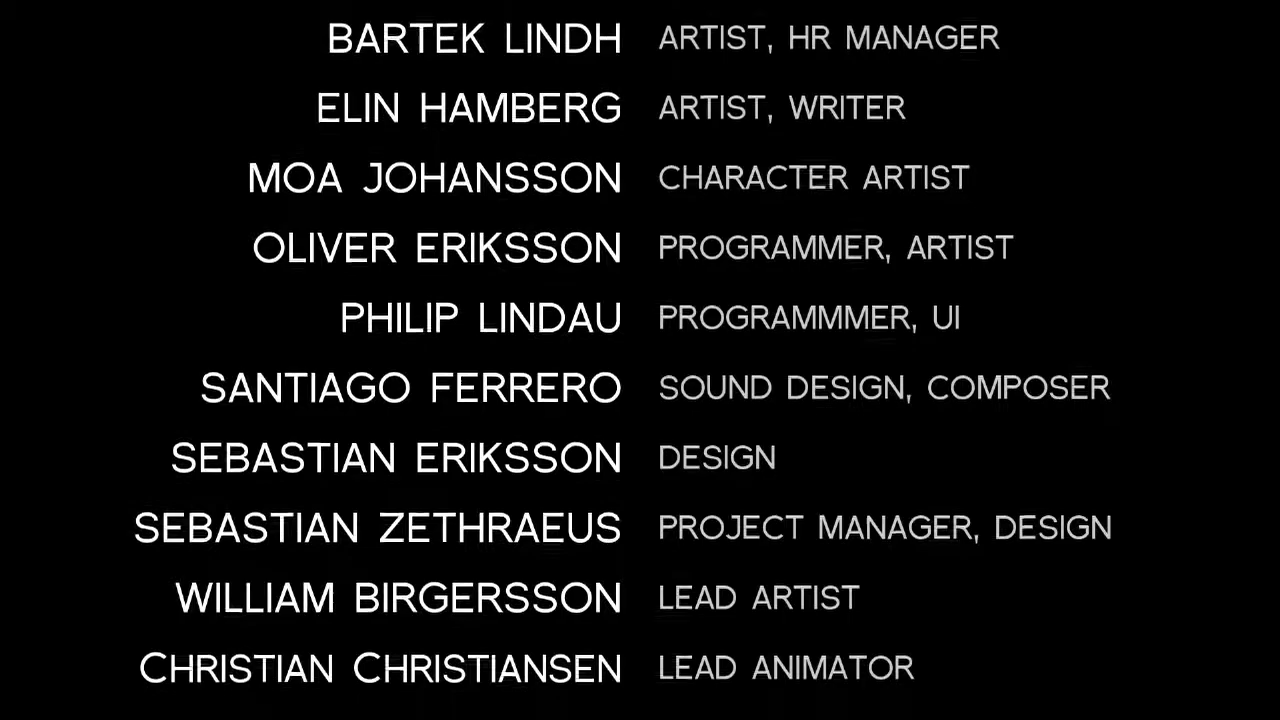 BARTEK LINDH ARTIST, HR MANAGER
ELIN HAMBERG ARTIST, WRITER
MOA JOHANSSON CHARACTER ARTIST
OLIVER ERIKSSON PROGRAMMER, ARTIST
PHILIP LINDAU PROGRAMMMER, UI
SANTIAGO FERRERO SOUND DESIGN, COMPOSER
SEBASTIAN ERIKSSON DESIGN
SEBASTIAN ZETHRAEUS PROJECT MANAGER, DESIGN
WILLIAM BIRGERSSON LEAD ARTIST
CHRISTIAN CHRISTIANSEN LEAD ANIMATOR